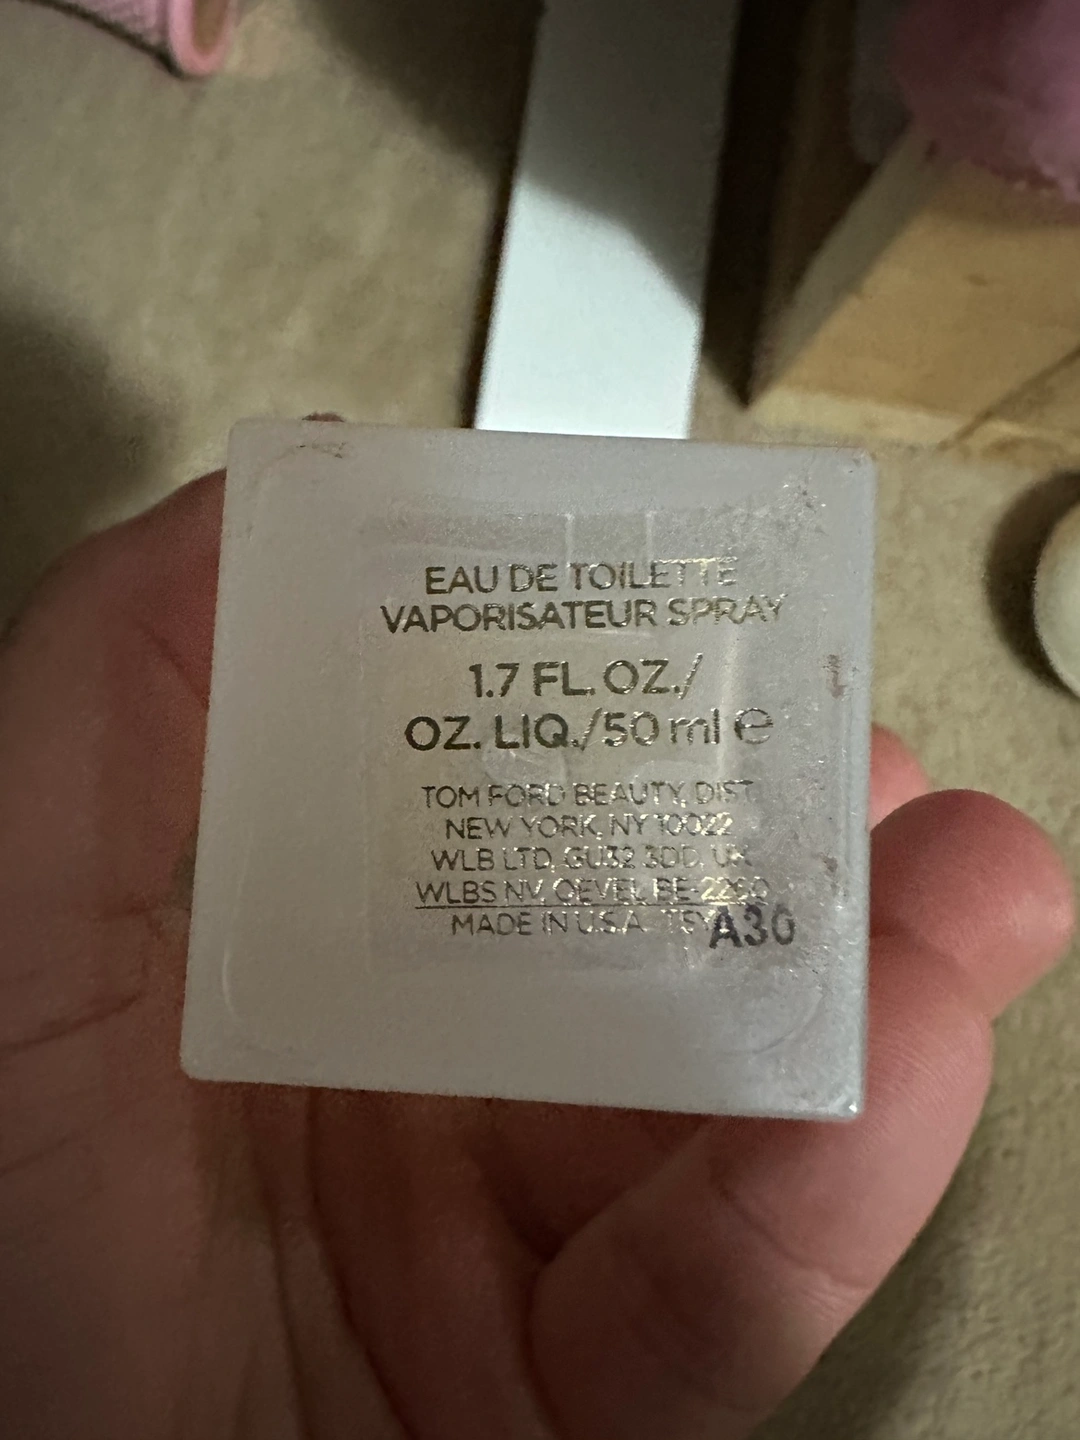 EAU DE TOILETTE
VAPORISATEUR SPRAY
1.7 FL. OZ./
OZ. LIQ./50 ml ℮
TOM FORD BEAUTY, DIST.
NEW YORK, NY 10022
WLB LTD, GU32 3DD, UK
WLBS NV, OEVEL BE-2260
MADE IN U.S.A.
A30